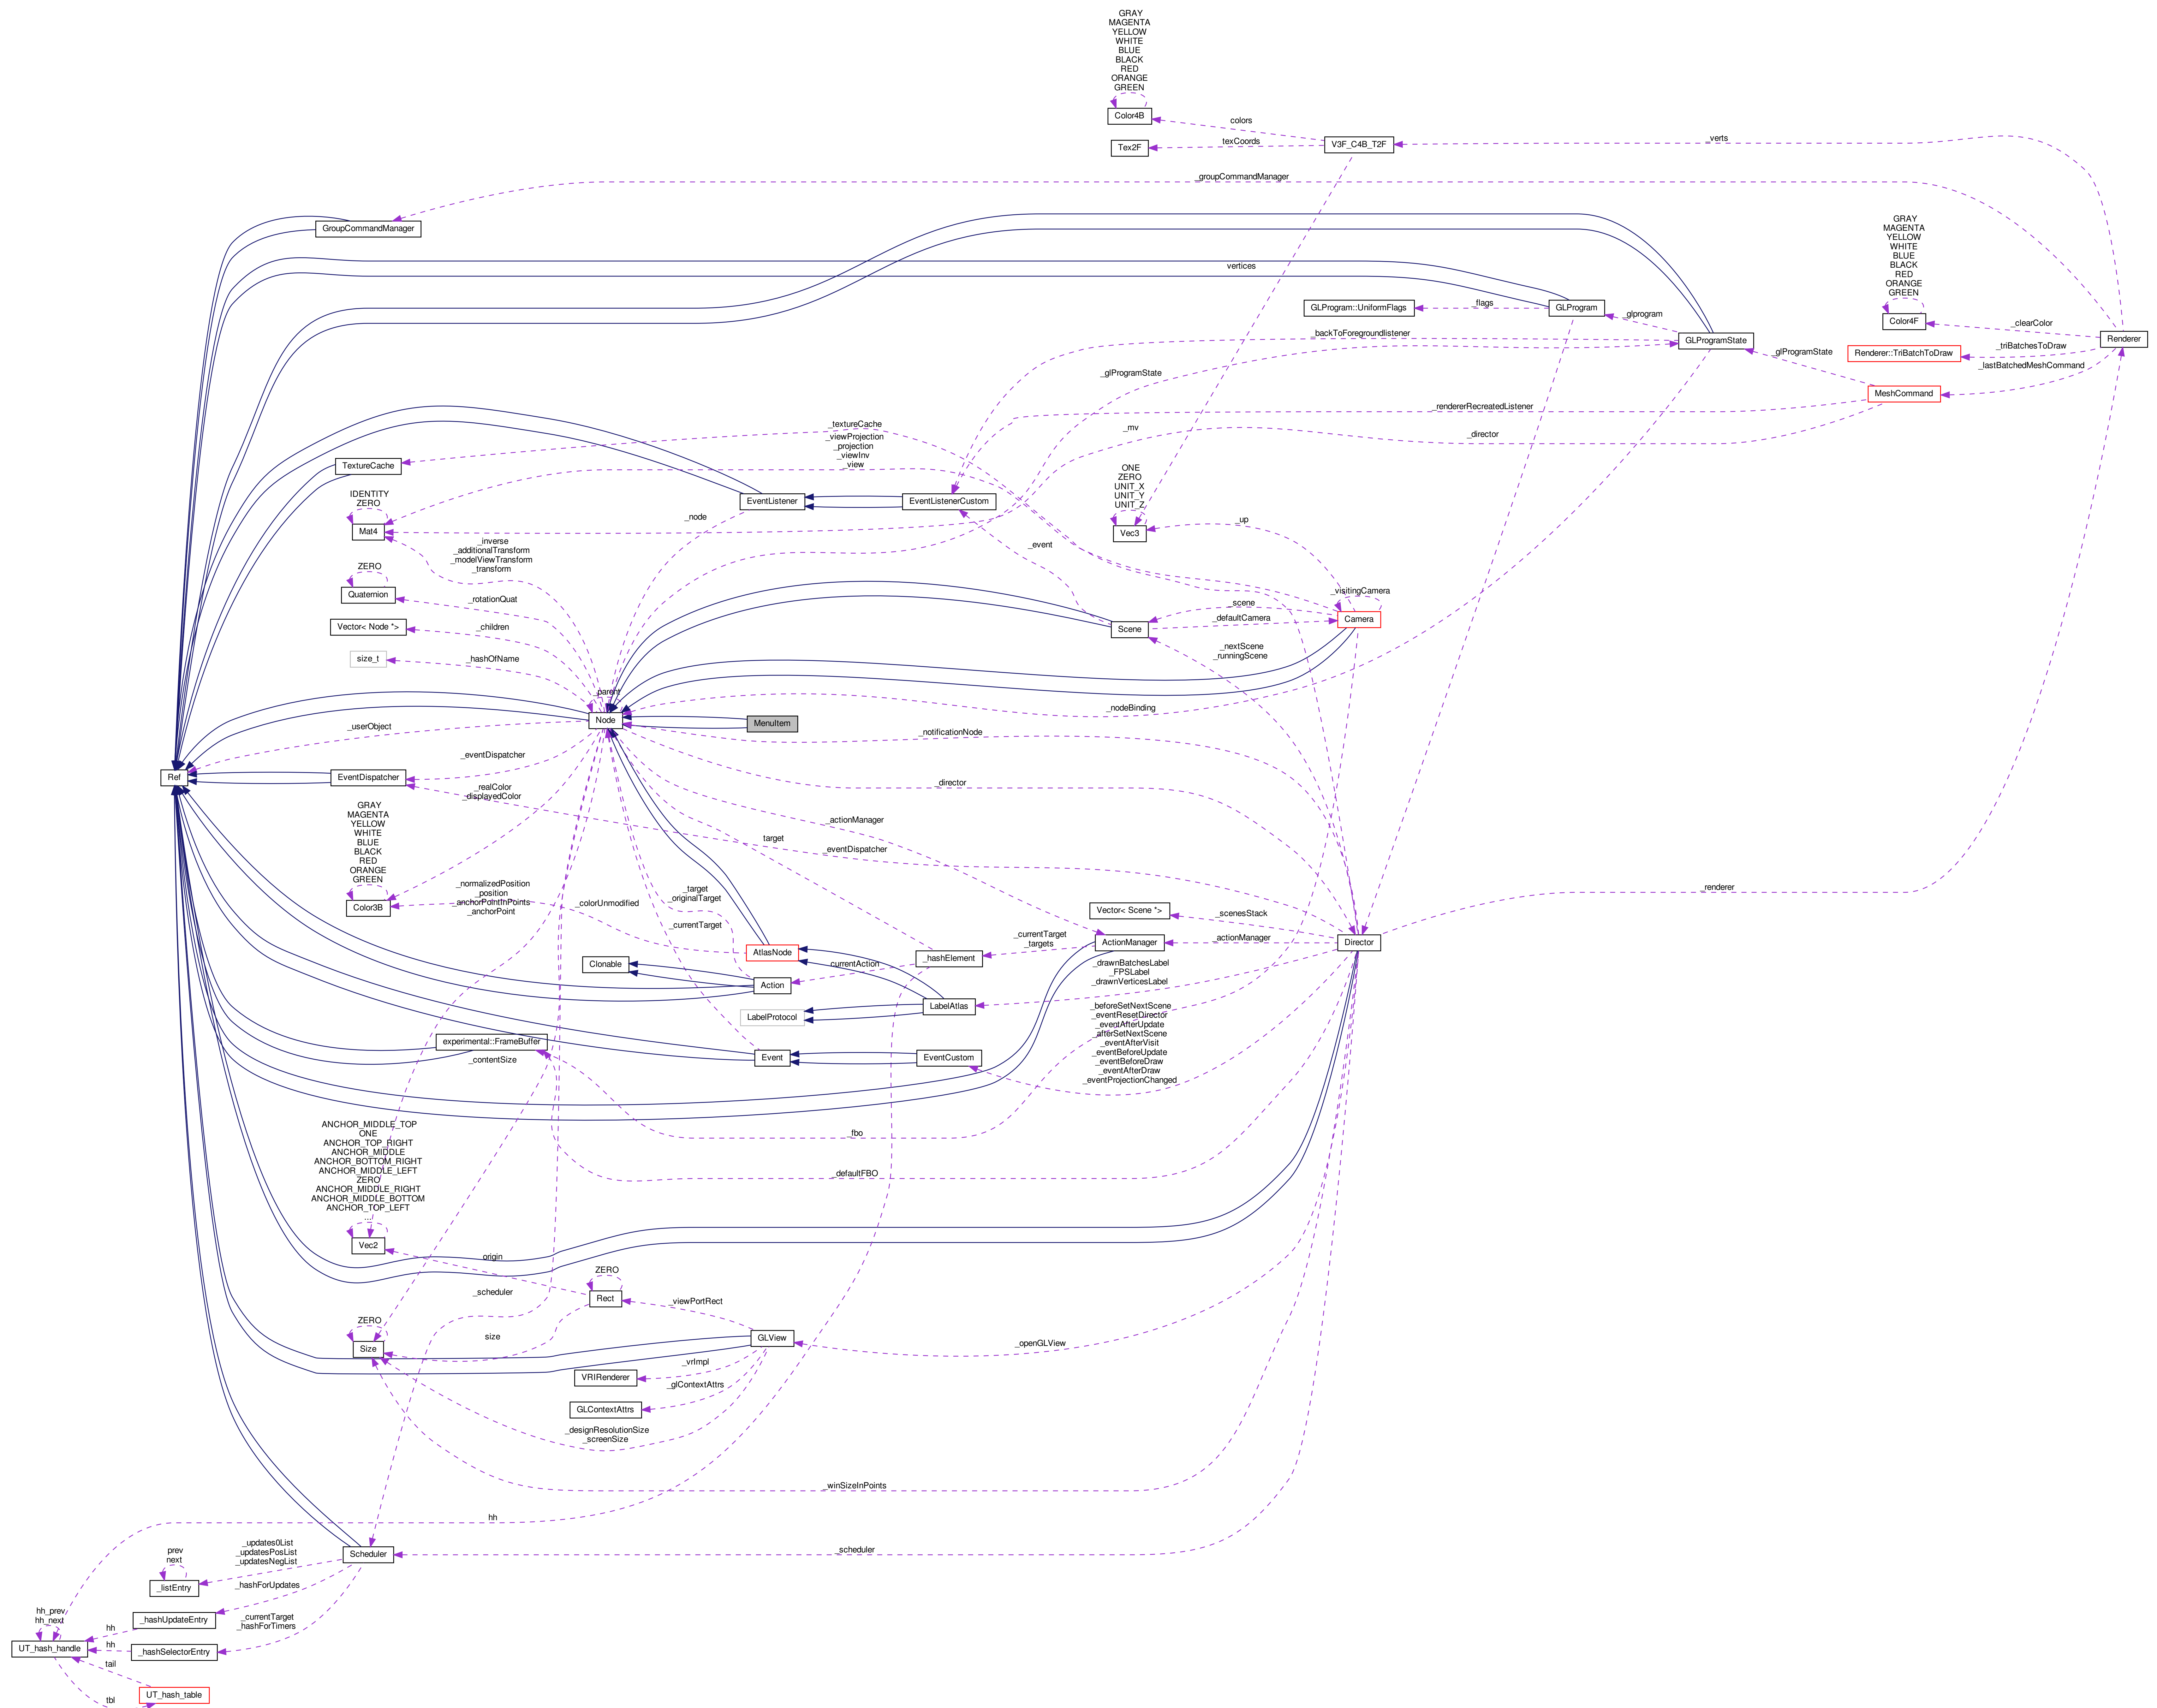 GRAY
MAGENTA
YELLOW
WHITE
BLUE
BLACK
RED
ORANGE
GREEN
Color4B
colors
Tex2F
texCoords
V3F_C4B_T2F
_verts
_groupCommandManager
GroupCommandManager
GRAY
MAGENTA
YELLOW
WHITE
BLUE
BLACK
RED
ORANGE
GREEN
Color4F
vertices
GLProgram::UniformFlags
_flags
GLProgram
_glprogram
_clearColor
_backToForegroundlistener
GLProgramState
Renderer
Renderer::TriBatchToDraw
_triBatchesToDraw
_glProgramState
_lastBatchedMeshCommand
_glProgramState
MeshCommand
_rendererRecreatedListener
_textureCache
_mv
_director
_viewProjection
_projection
_viewInv
_view
TextureCache
ONE
ZERO
UNIT_X
UNIT_Y
UNIT_Z
IDENTITY
ZERO
EventListener
EventListenerCustom
Mat4
_node
_up
Vec3
_inverse
_additionalTransform
_modelViewTransform
_transform
_event
ZERO
Quaternion
_rotationQuat
_visitingCamera
_scene
Camera
Vector< Node *>
_children
Scene
_defaultCamera
size_t
_hashOfName
_nextScene
_runningScene
_parent
_nodeBinding
Node
MenuItem
_userObject
_notificationNode
_eventDispatcher
Ref
EventDispatcher
_director
_realColor
_displayedColor
GRAY
MAGENTA
YELLOW
WHITE
BLUE
BLACK
RED
ORANGE
GREEN
_actionManager
target
_eventDispatcher
Color3B
_normalizedPosition
_position
_anchorPointInPoints
_anchorPoint
_colorUnmodified
_target
_originalTarget
_renderer
_currentTarget
Vector< Scene *>
_scenesStack
_currentTarget
_targets
ActionManager
_actionManager
Director
AtlasNode
_hashElement
Clonable
currentAction
_drawnBatchesLabel
_FPSLabel
_drawnVerticesLabel
Action
LabelAtlas
LabelProtocol
_beforeSetNextScene
_eventResetDirector
_eventAfterUpdate
_afterSetNextScene
_eventAfterVisit
_eventBeforeUpdate
_eventBeforeDraw
_eventAfterDraw
_eventProjectionChanged
experimental::FrameBuffer
_contentSize
Event
EventCustom
ANCHOR_MIDDLE_TOP
ONE
ANCHOR_TOP_RIGHT
ANCHOR_MIDDLE
ANCHOR_BOTTOM_RIGHT
ANCHOR_MIDDLE_LEFT
ZERO
ANCHOR_MIDDLE_RIGHT
ANCHOR_MIDDLE_BOTTOM
ANCHOR_TOP_LEFT
...
_fbo
_defaultFBO
Vec2
origin
ZERO
Rect
_scheduler
_viewPortRect
ZERO
Size
size
GLView
_openGLView
VRIRenderer
_vrImpl
_glContextAttrs
GLContextAttrs
_designResolutionSize
_screenSize
_winSizeInPoints
hh
Scheduler
_scheduler
prev
next
_updates0List
_updatesPosList
_updatesNegList
_listEntry
_hashForUpdates
hh_prev
hh_next
_hashUpdateEntry
_currentTarget
_hashForTimers
hh
UT_hash_handle
hh
_hashSelectorEntry
tail
UT_hash_table
tbl